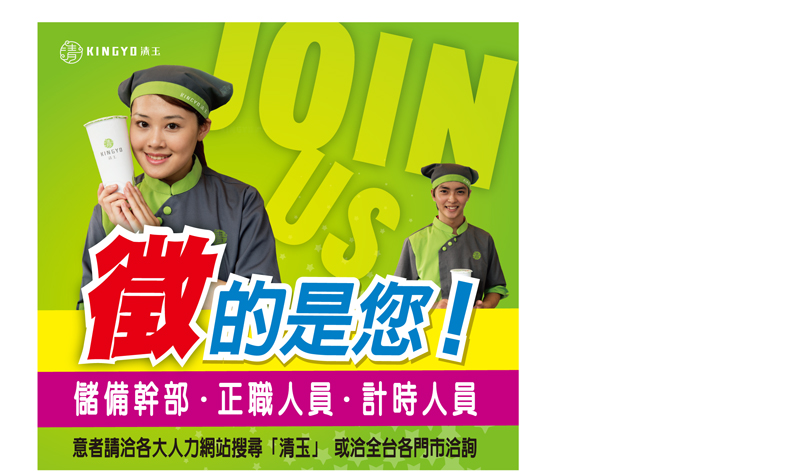 清 KINGYO 清玉
JOIN
US
KINGYO
徵的是您！
儲備幹部・正職人員・計時人員
意者請洽各大人力網站搜尋「清玉」 或洽全台各門市洽詢